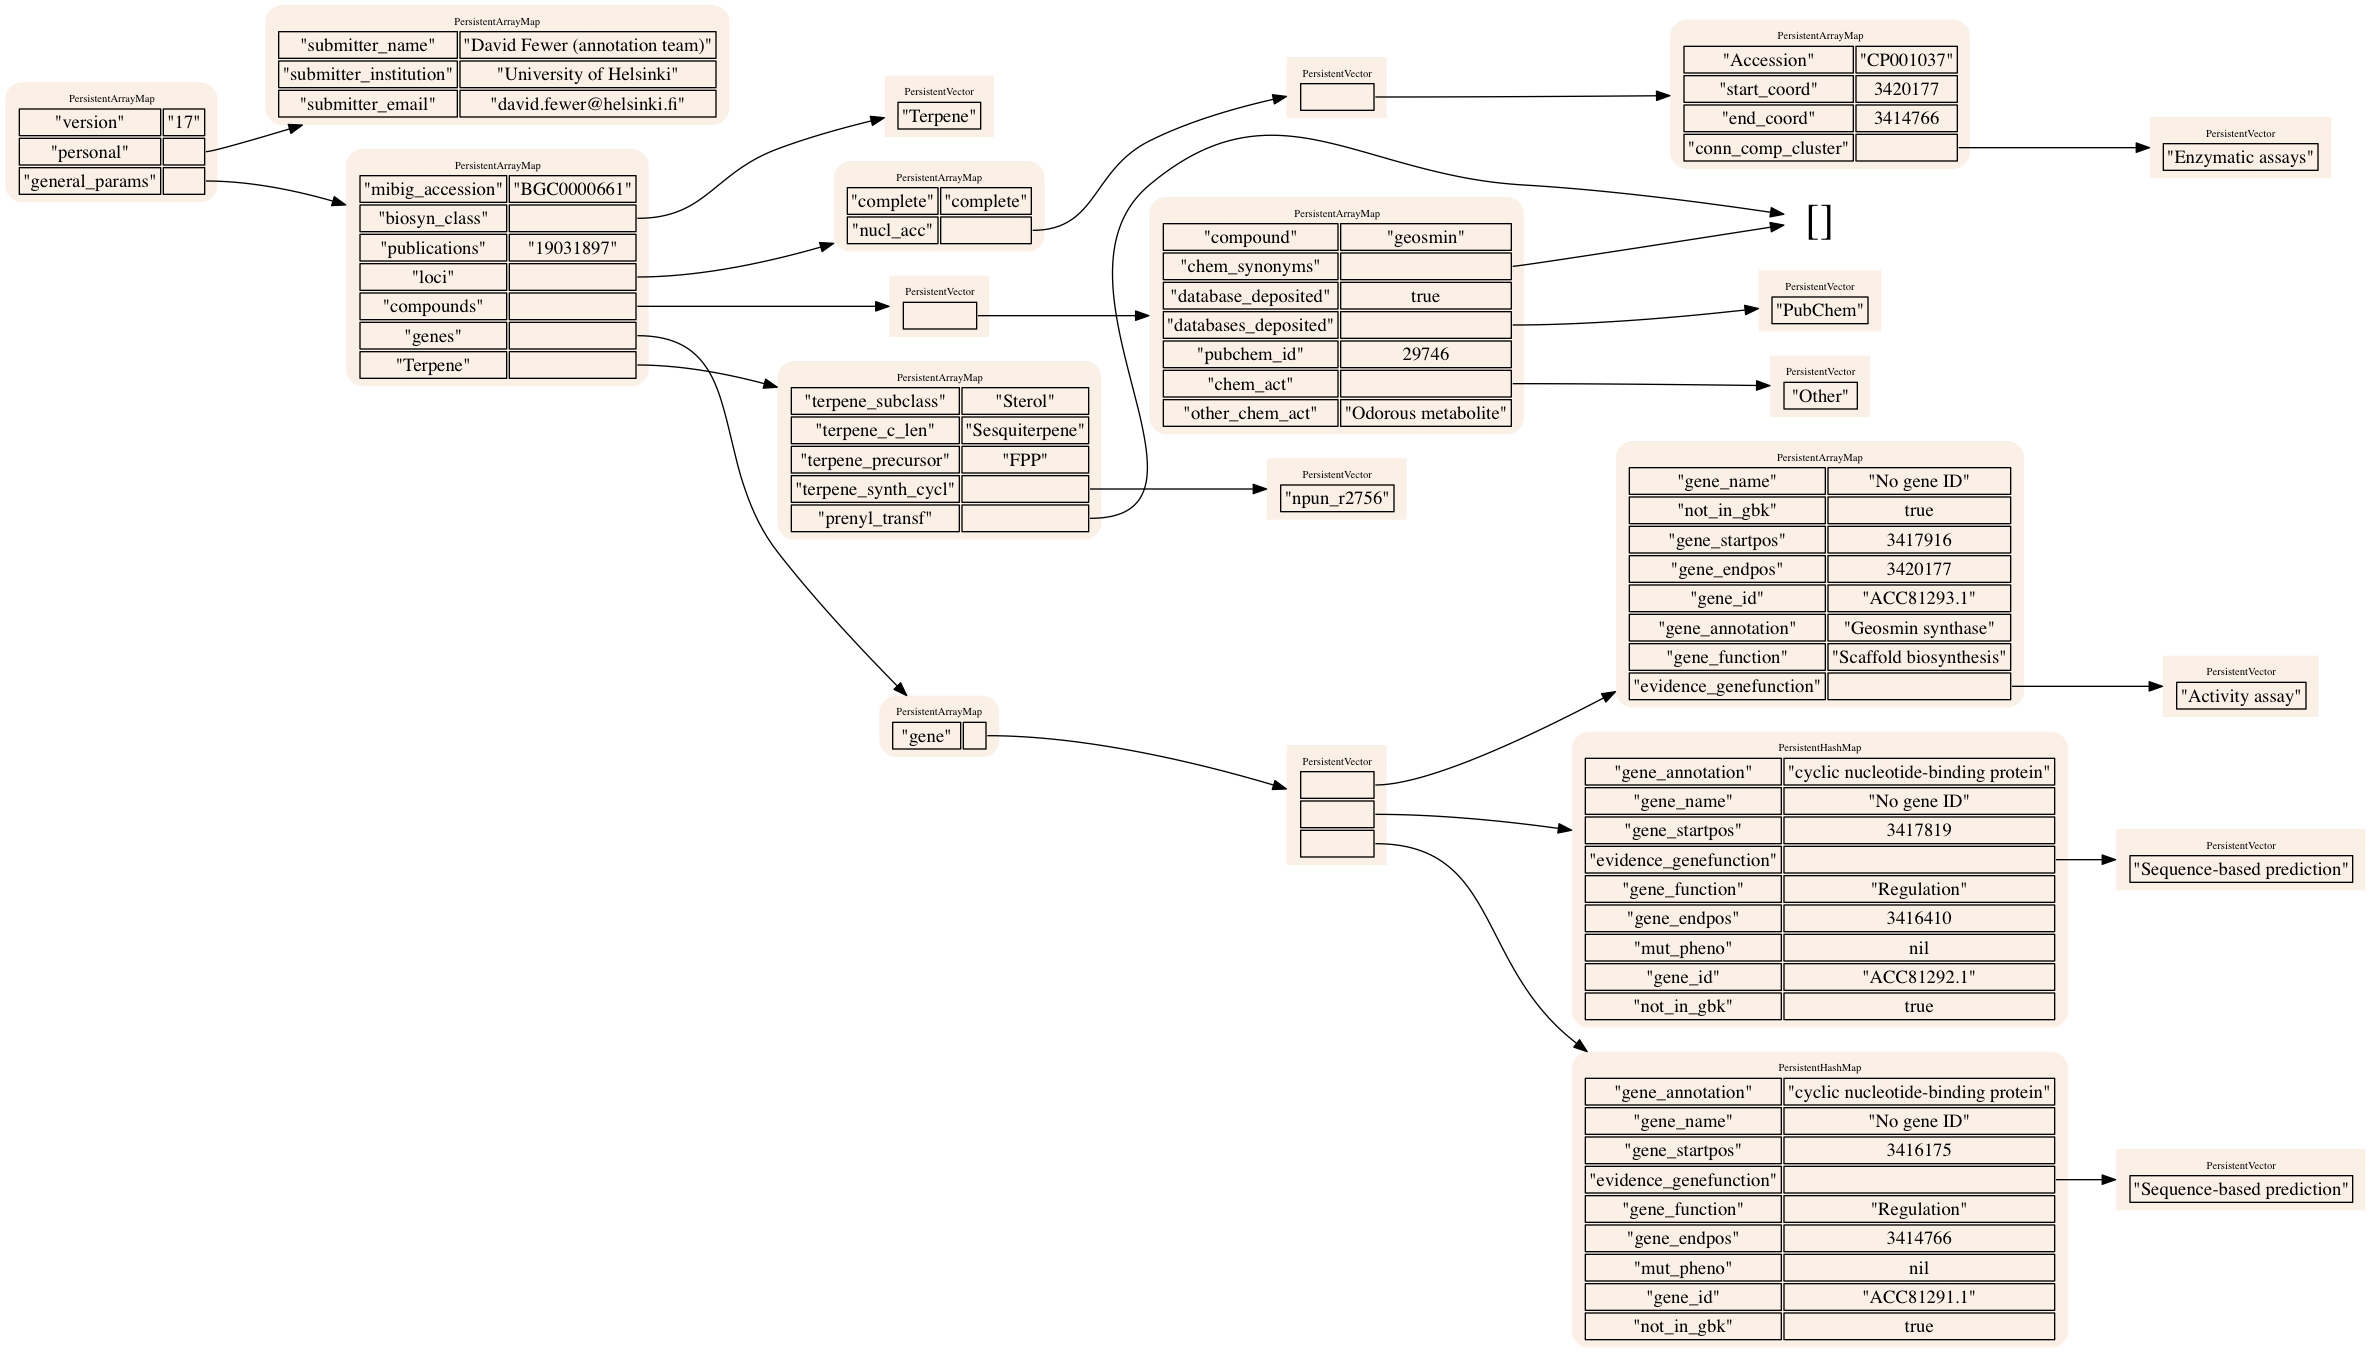 PersistentArrayMap
"version" "17"
"personal"
"general_params"
PersistentArrayMap
"submitter_name" "David Fewer (annotation team)"
"submitter_institution" "University of Helsinki"
"submitter_email" "david.fewer@helsinki.fi"
PersistentArrayMap
"mibig_accession" "BGC0000661"
"biosyn_class"
"publications" "19031897"
"loci"
"compounds"
"genes"
"Terpene"
PersistentVector
"Terpene"
PersistentArrayMap
"complete" "complete"
"nucl_acc"
PersistentVector
PersistentArrayMap
"terpene_subclass" "Sterol"
"terpene_c_len" "Sesquiterpene"
"terpene_precursor" "FPP"
"terpene_synth_cycl"
"prenyl_transf"
PersistentArrayMap
"gene"
PersistentVector
PersistentArrayMap
"compound" "geosmin"
"chem_synonyms"
"database_deposited" true
"databases_deposited"
"pubchem_id" 29746
"chem_act"
"other_chem_act" "Odorous metabolite"
PersistentVector
"npun_r2756"
PersistentVector
PersistentArrayMap
"Accession" "CP001037"
"start_coord" 3420177
"end_coord" 3414766
"conn_comp_cluster"
[]
PersistentVector
"PubChem"
PersistentVector
"Other"
PersistentArrayMap
"gene_name" "No gene ID"
"not_in_gbk" true
"gene_startpos" 3417916
"gene_endpos" 3420177
"gene_id" "ACC81293.1"
"gene_annotation" "Geosmin synthase"
"gene_function" "Scaffold biosynthesis"
"evidence_genefunction"
PersistentHashMap
"gene_annotation" "cyclic nucleotide-binding protein"
"gene_name" "No gene ID"
"gene_startpos" 3417819
"evidence_genefunction"
"gene_function" "Regulation"
"gene_endpos" 3416410
"mut_pheno" nil
"gene_id" "ACC81292.1"
"not_in_gbk" true
PersistentHashMap
"gene_annotation" "cyclic nucleotide-binding protein"
"gene_name" "No gene ID"
"gene_startpos" 3416175
"evidence_genefunction"
"gene_function" "Regulation"
"gene_endpos" 3414766
"mut_pheno" nil
"gene_id" "ACC81291.1"
"not_in_gbk" true
PersistentVector
"Enzymatic assays"
PersistentVector
"Activity assay"
PersistentVector
"Sequence-based prediction"
PersistentVector
"Sequence-based prediction"